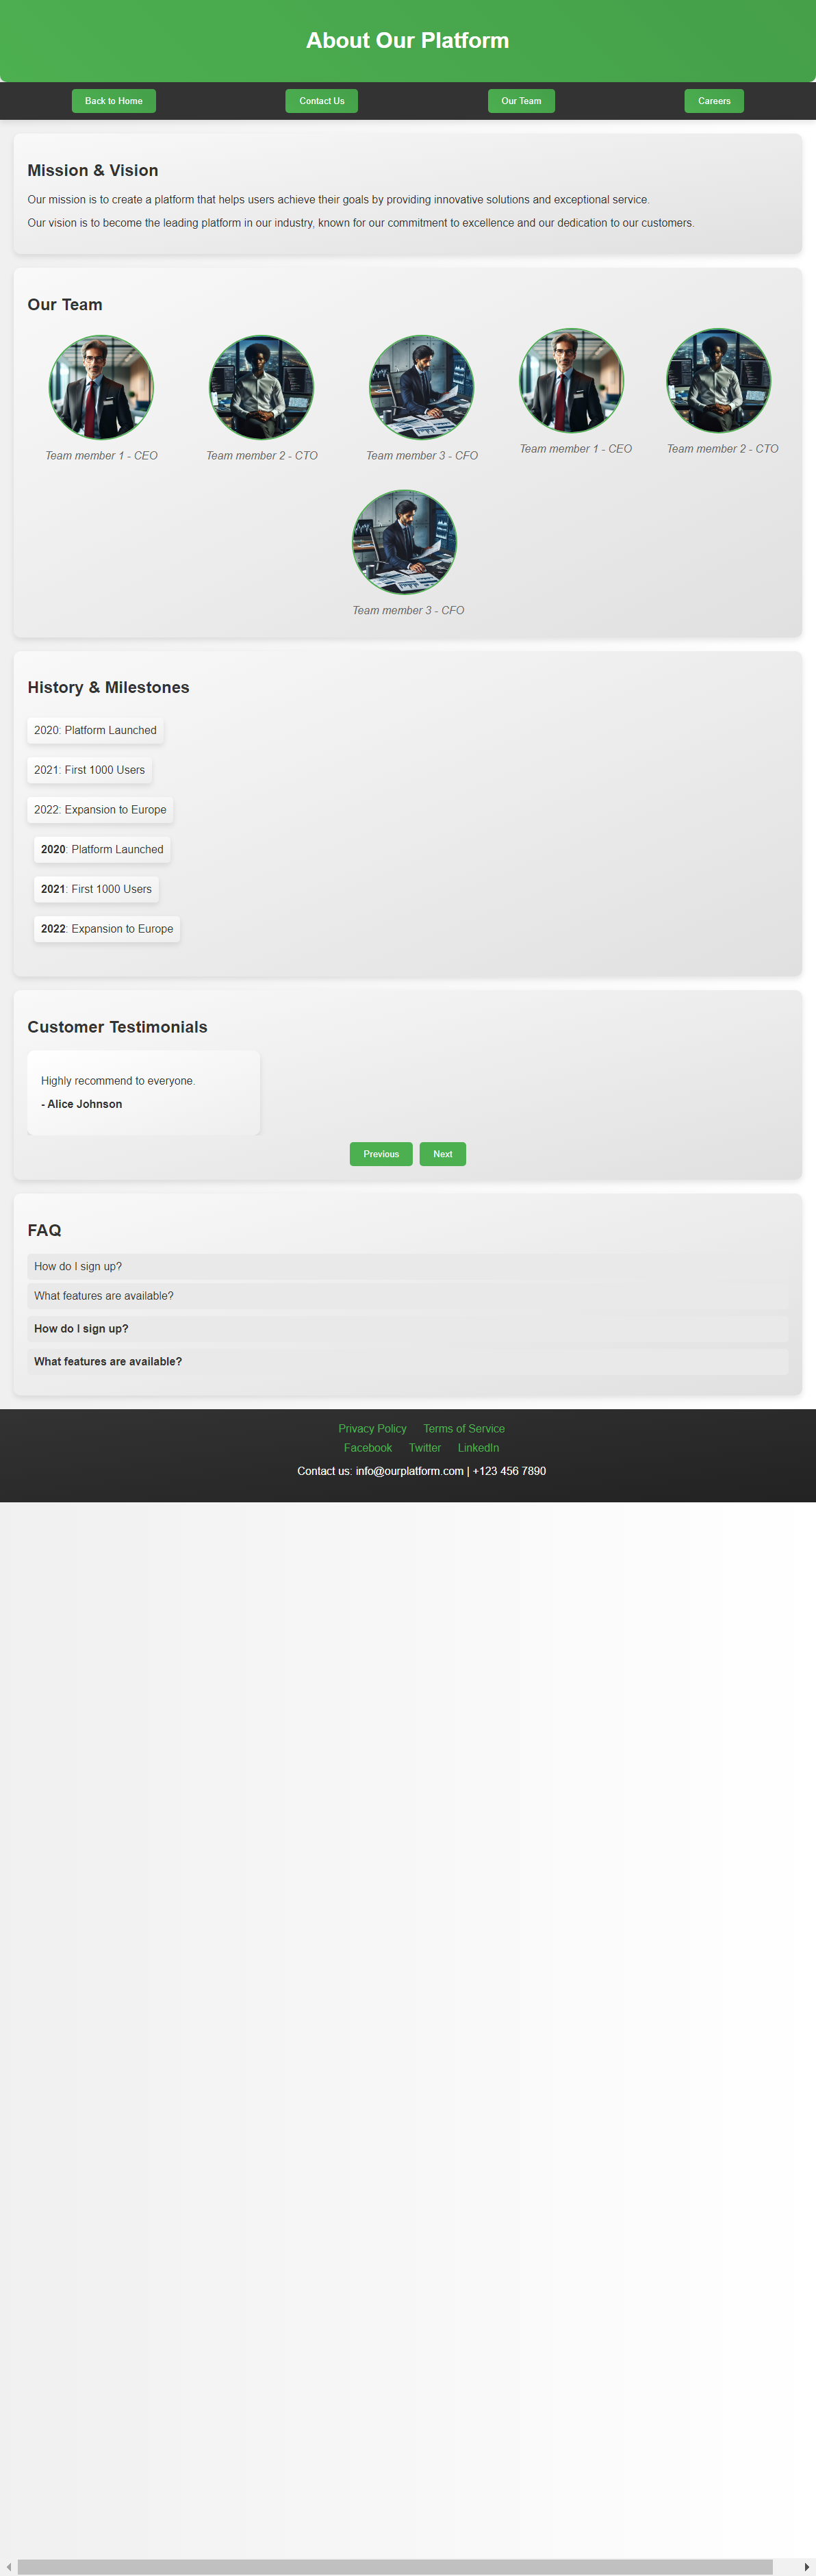 About Our Platform
Back to Home
Contact Us
Our Team
Careers
Mission & Vision
Our mission is to create a platform that helps users achieve their goals by providing innovative solutions and exceptional service.
Our vision is to become the leading platform in our industry, known for our commitment to excellence and our dedication to our customers.
Our Team
Team member 1 - CEO
Team member 2 - CTO
Team member 3 - CFO
Team member 1 - CEO
Team member 2 - CTO
Team member 3 - CFO
History & Milestones
2020: Platform Launched
2021: First 1000 Users
2022: Expansion to Europe
2020: Platform Launched
2021: First 1000 Users
2022: Expansion to Europe
Customer Testimonials
Highly recommend to everyone.
- Alice Johnson
Previous
Next
FAQ
How do I sign up?
What features are available?
How do I sign up?
What features are available?
Privacy Policy Terms of Service
Facebook Twitter LinkedIn
Contact us: info@ourplatform.com | +123 456 7890